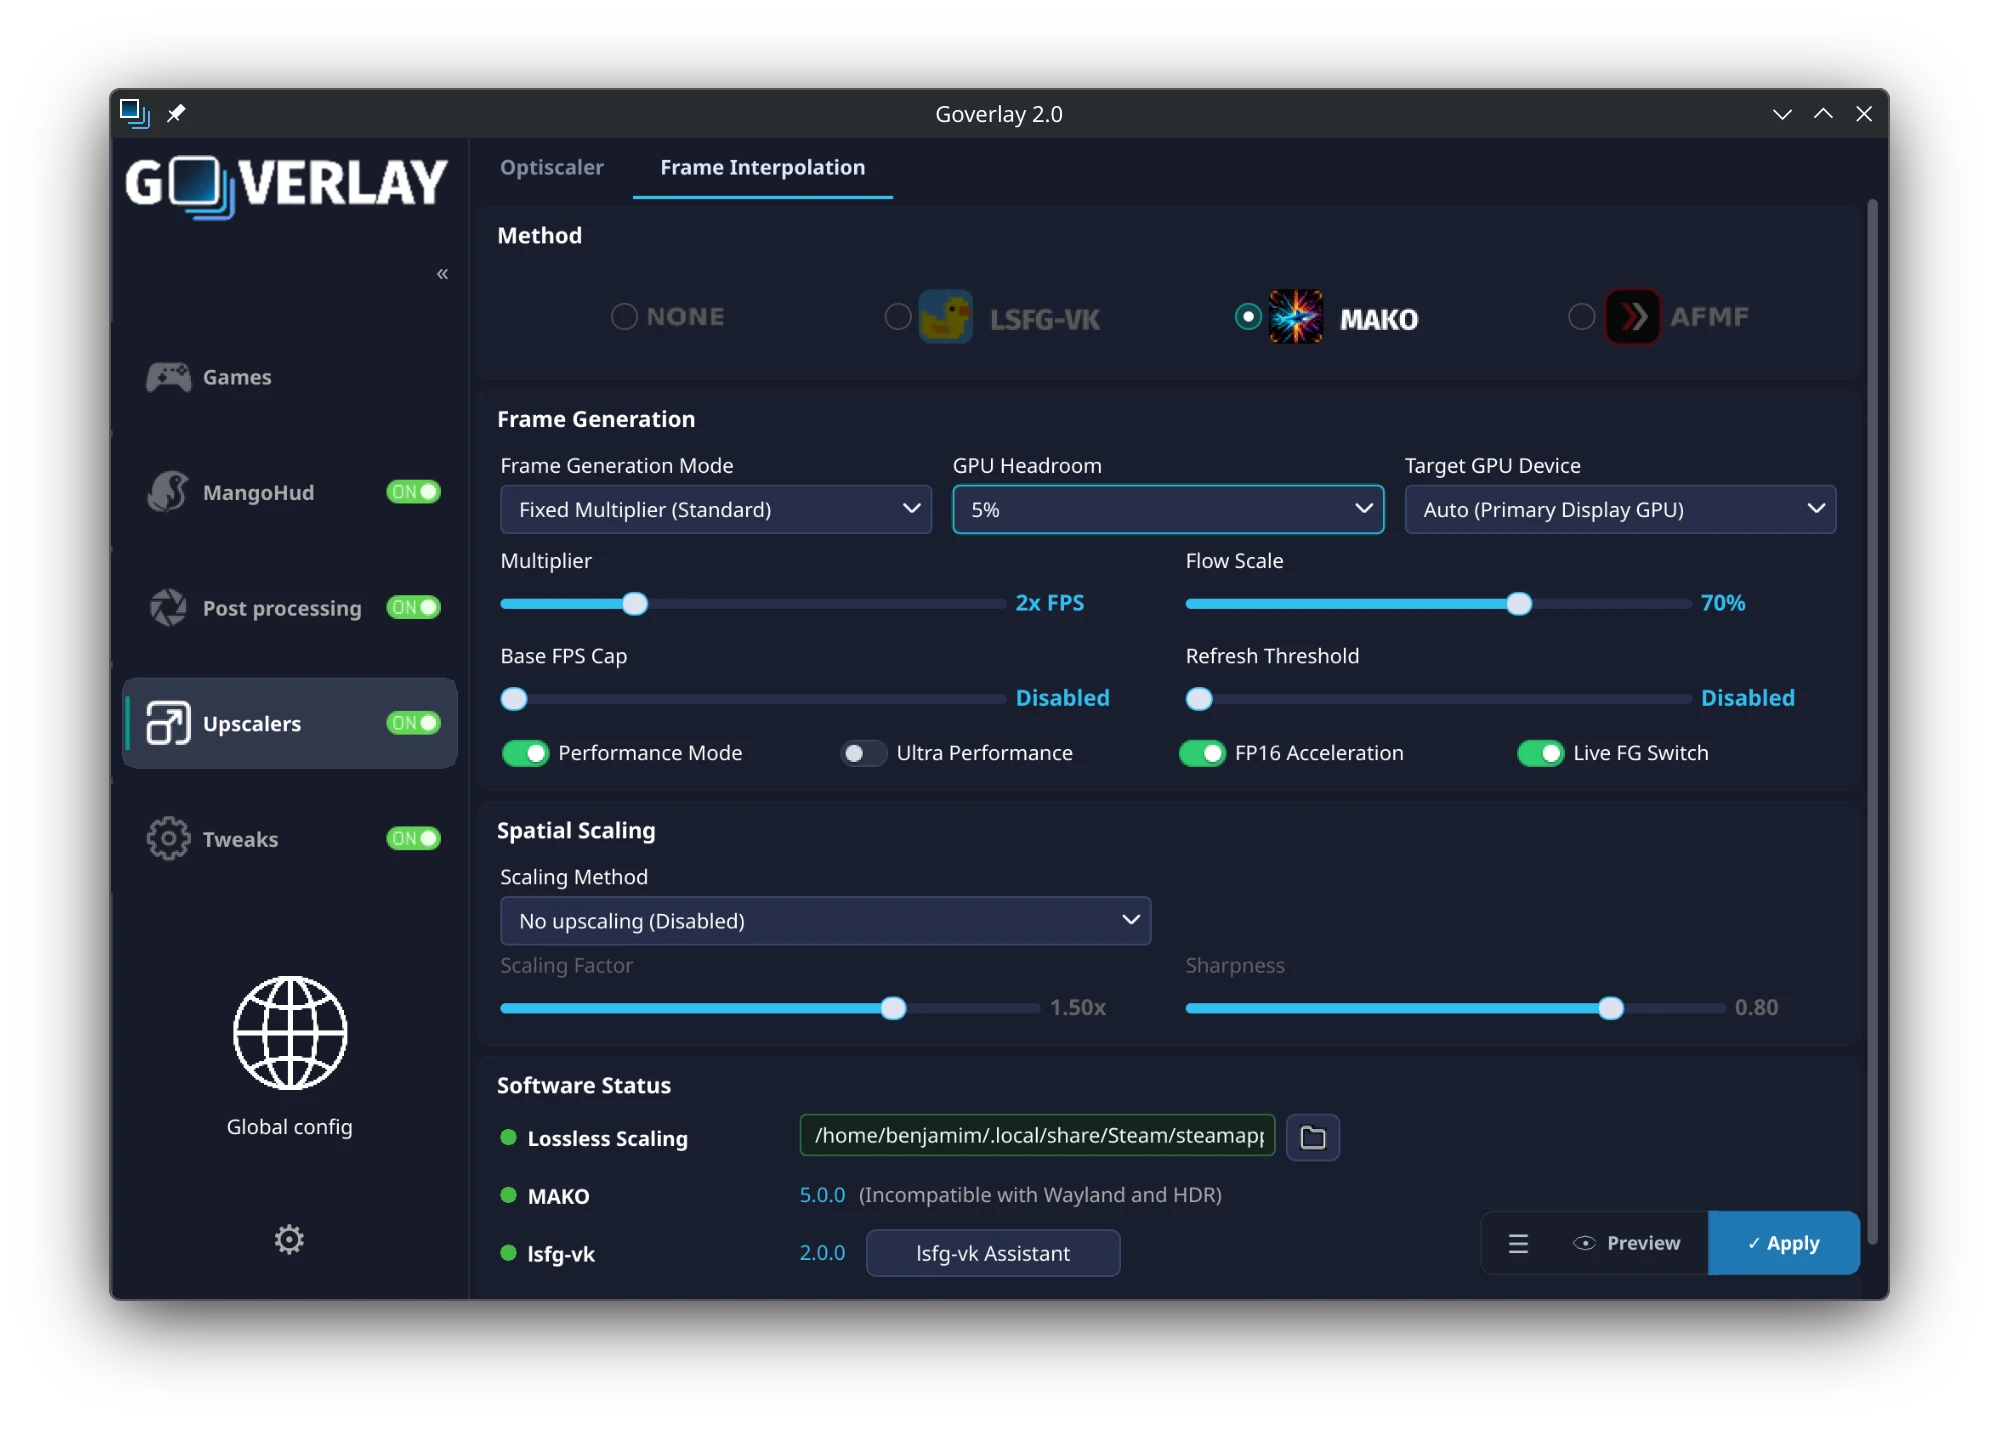 Goverlay 2.0
GOVERLAY
«
Games
MangoHud ON
Post processing ON
Upscalers ON
Tweaks ON
Global config
Optiscaler Frame Interpolation
Method
NONE LSFG-VK MAKO AFMF
Frame Generation
Frame Generation Mode GPU Headroom Target GPU Device
Fixed Multiplier (Standard) 5% Auto (Primary Display GPU)
Multiplier Flow Scale
2x FPS 70%
Base FPS Cap Refresh Threshold
Disabled Disabled
Performance Mode Ultra Performance FP16 Acceleration Live FG Switch
Spatial Scaling
Scaling Method
No upscaling (Disabled)
Scaling Factor Sharpness
1.50x 0.80
Software Status
Lossless Scaling /home/benjamim/.local/share/Steam/steamapp
MAKO 5.0.0 (Incompatible with Wayland and HDR)
lsfg-vk 2.0.0 lsfg-vk Assistant
Preview ✓ Apply